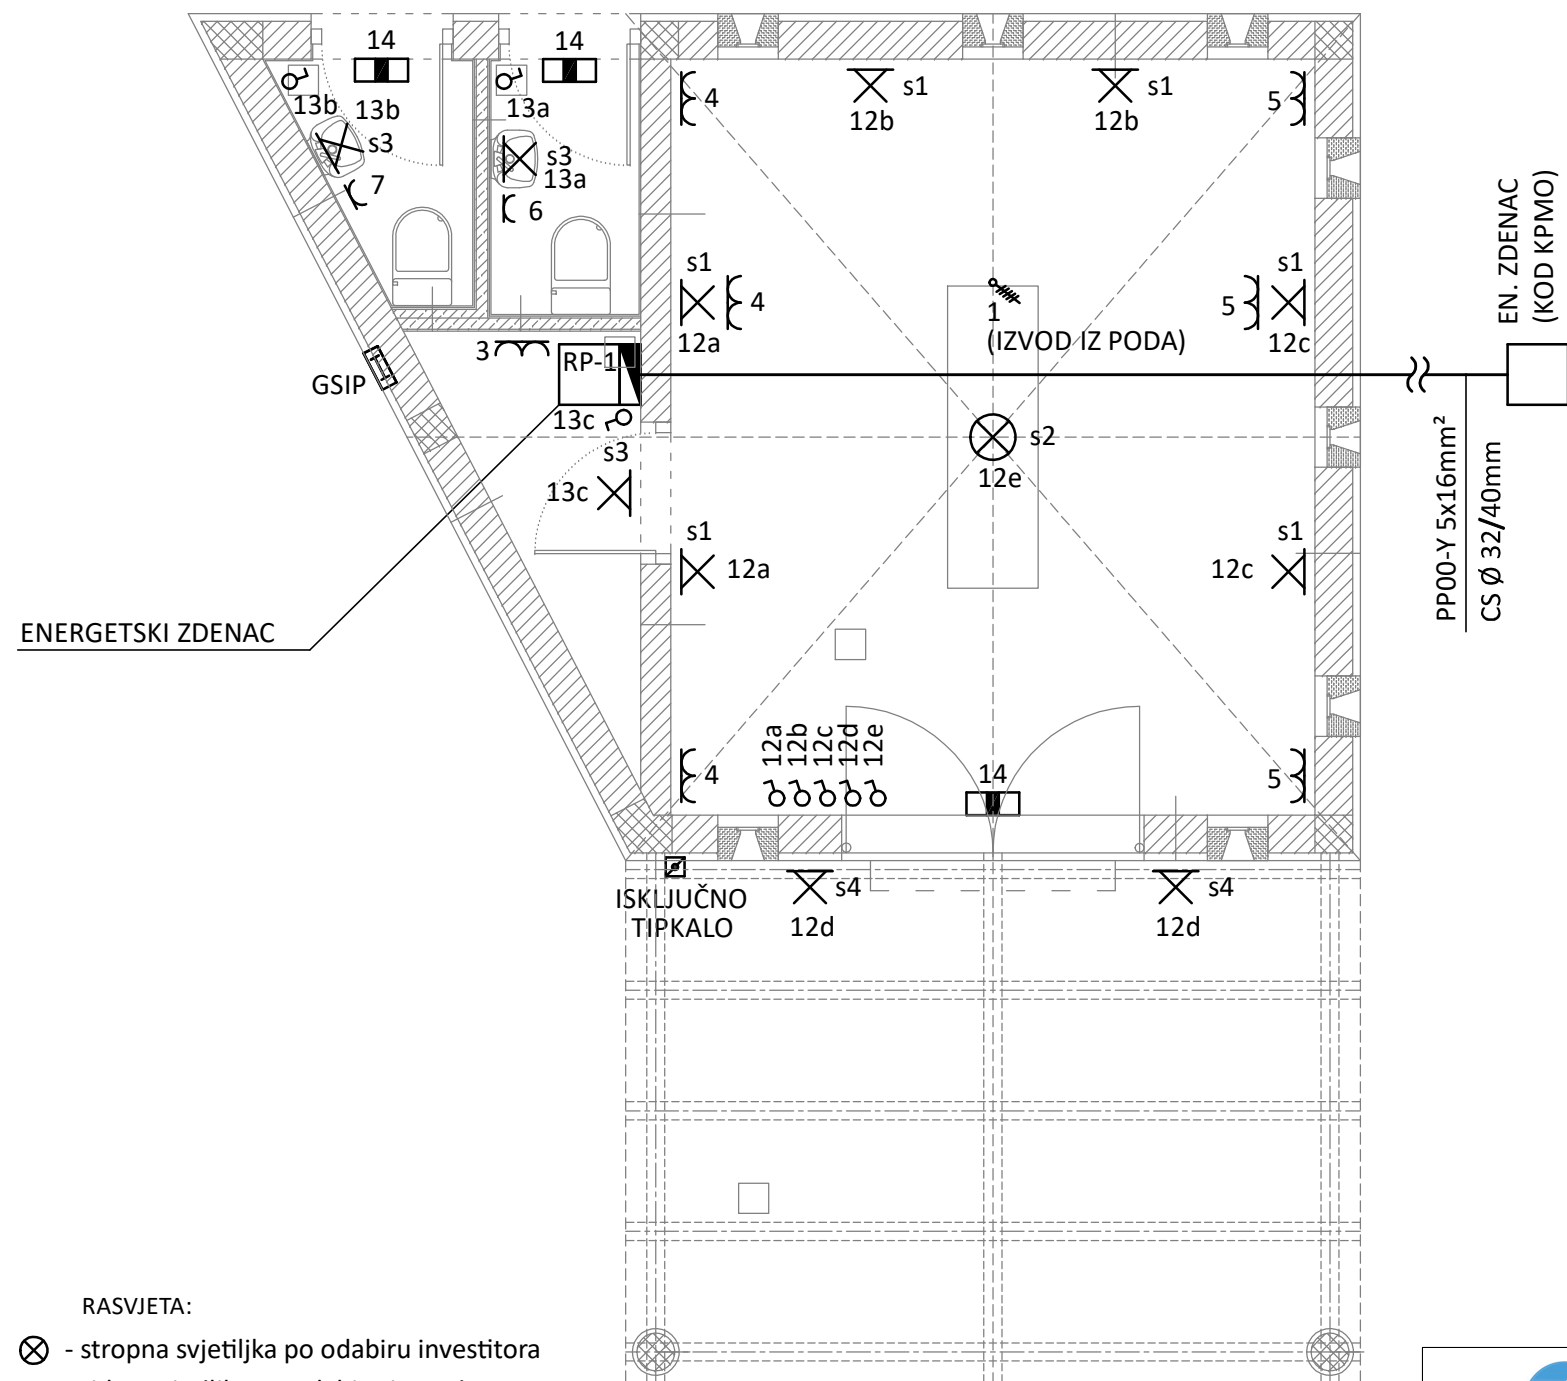 14
14
13b
13b
13a
s3
s3
13a
7
6
4
s1
12b
s1
12b
5
s1
4
12a
s1
5
12c
1
(IZVOD IZ PODA)
EN. ZDENAC
(KOD KPMO)
3
RP-1
GSIP
13c
s3
13c
s2
12e
PP00-Y 5x16mm²
CS Ø 32/40mm
s1
12a
s1
12c
ENERGETSKI ZDENAC
12a
12b
12c
12d
12e
4
14
5
ISKLJUČNO
TIPKALO
s4
12d
s4
12d
RASVJETA:
- stropna svjetiljka po odabiru investitora